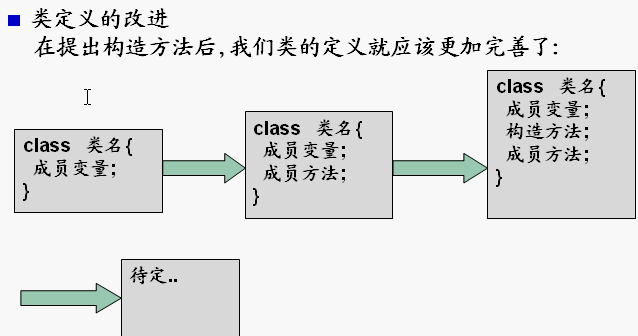 类定义的改进
在提出构造方法后,我们类的定义就应该更加完善了:
class 类名{
成员变量;
}
class 类名{
成员变量;
成员方法;
}
class 类名{
成员变量;
构造方法;
成员方法;
}
待定..